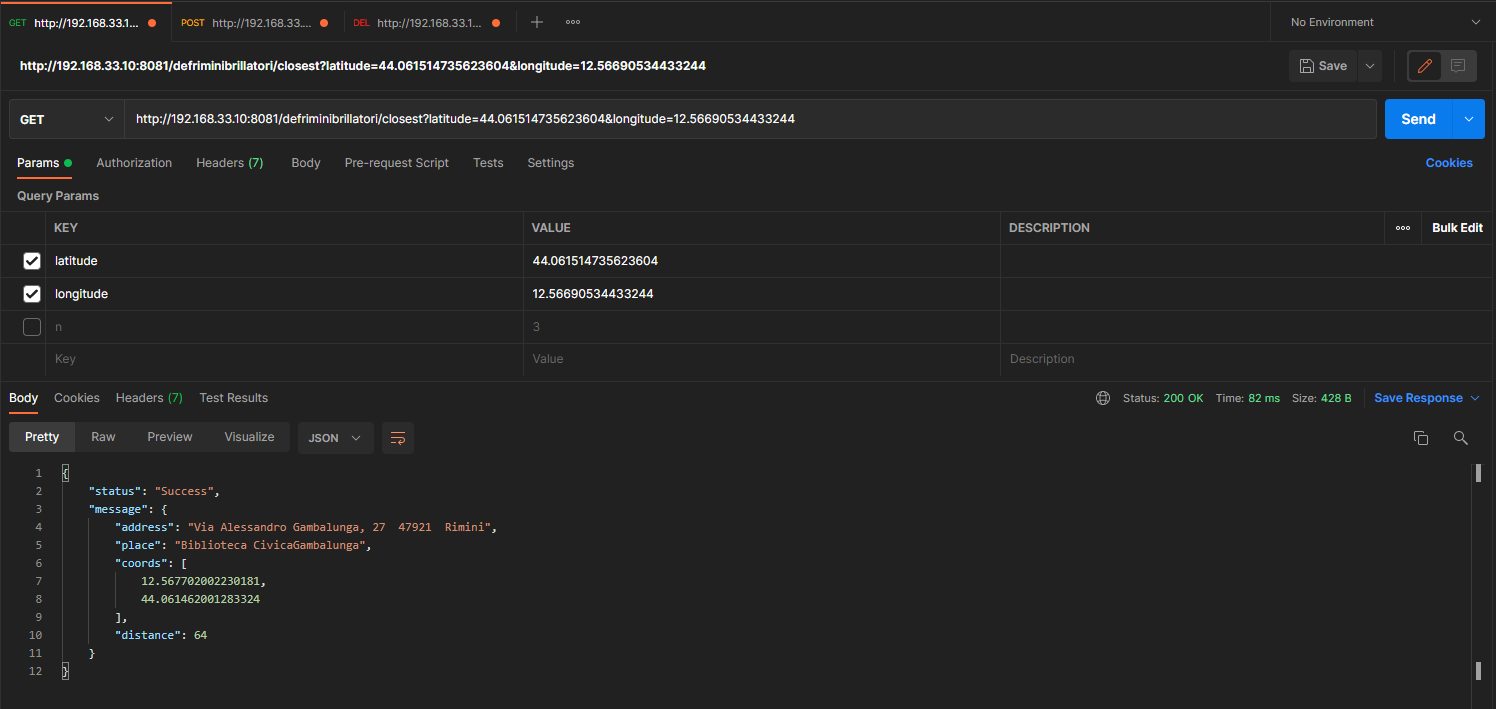 GET http://192.168.33.1... POST http://192.168.33.... DEL http://192.168.33.1... No Environment
http://192.168.33.10:8081/defriminibrillatori/closest?latitude=44.061514735623604&longitude=12.56690534433244 Save
GET http://192.168.33.10:8081/defriminibrillatori/closest?latitude=44.061514735623604&longitude=12.56690534433244 Send
Params Authorization Headers (7) Body Pre-request Script Tests Settings Cookies
Query Params
KEY VALUE DESCRIPTION Bulk Edit
latitude 44.061514735623604
longitude 12.56690534433244
n 3
Key Value Description
Body Cookies Headers (7) Test Results Status: 200 OK Time: 82 ms Size: 428 B Save Response
Pretty Raw Preview Visualize JSON
1 {
2 "status": "Success",
3 "message": {
4 "address": "Via Alessandro Gambalunga, 27  47921  Rimini",
5 "place": "Biblioteca CivicaGambalunga",
6 "coords": [
7 12.567702002230181,
8 44.061462001283324
9 ],
10 "distance": 64
11 }
12 }